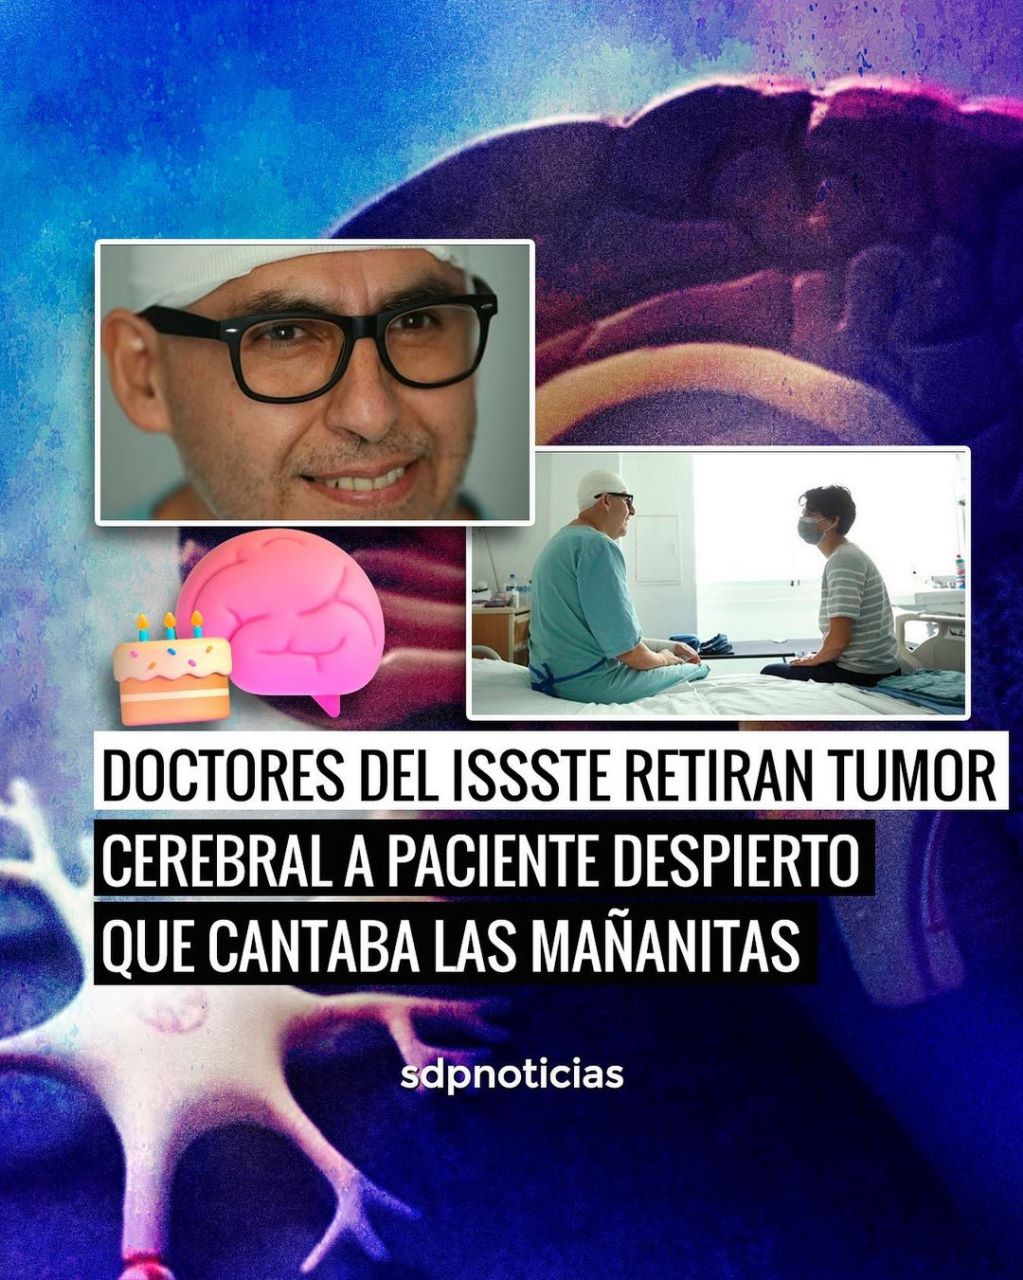 DOCTORES DEL ISSSTE RETIRAN TUMOR
CEREBRAL A PACIENTE DESPIERTO
QUE CANTABA LAS MAÑANITAS
sdpnoticias